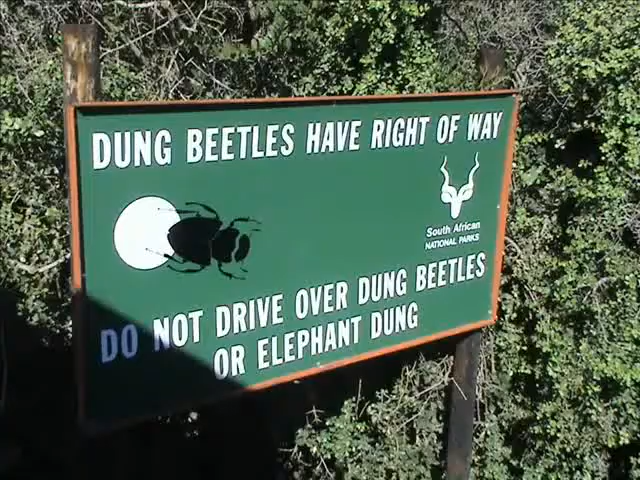 DUNG BEETLES HAVE RIGHT OF WAY
South African
NATIONAL PARKS
DO NOT DRIVE OVER DUNG BEETLES
OR ELEPHANT DUNG